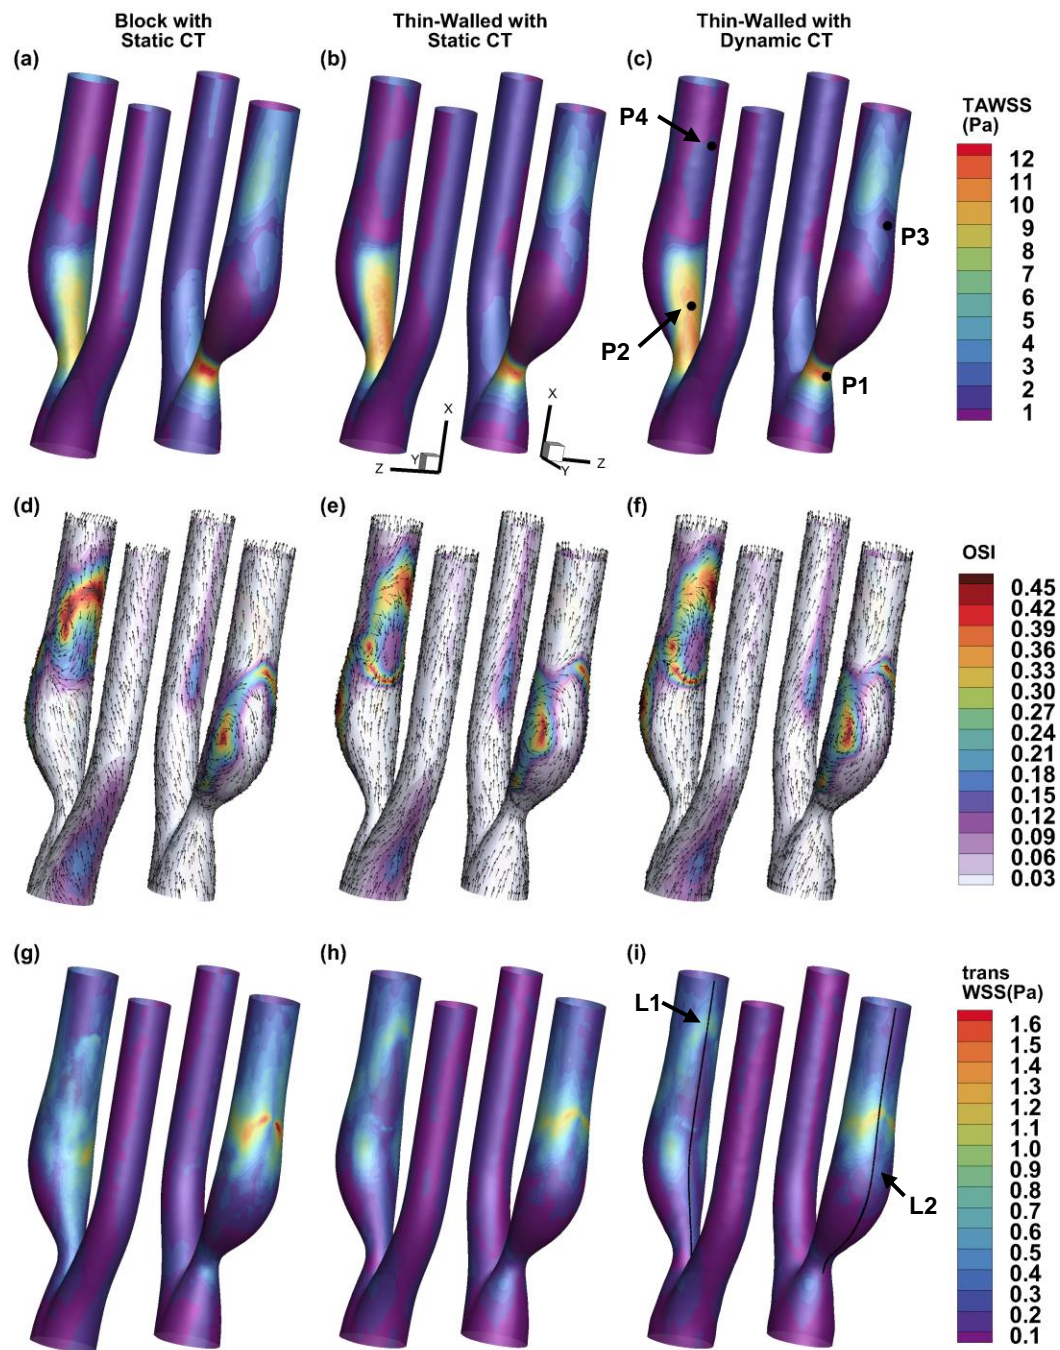 Block with
Static CT
Thin-Walled with
Static CT
Thin-Walled with
Dynamic CT
(a)
(b)
(c)
TAWSS
(Pa)
12
11
10
9
8
7
6
5
4
3
2
1
P4
P3
P2
P1
X
Y
Z
X
Y
Z
(d)
(e)
(f)
OSI
0.45
0.42
0.39
0.36
0.33
0.30
0.27
0.24
0.21
0.18
0.15
0.12
0.09
0.06
0.03
(g)
(h)
(i)
trans
WSS(Pa)
1.6
1.5
1.4
1.3
1.2
1.1
1.0
0.9
0.8
0.7
0.6
0.5
0.4
0.3
0.2
0.1
L1
L2